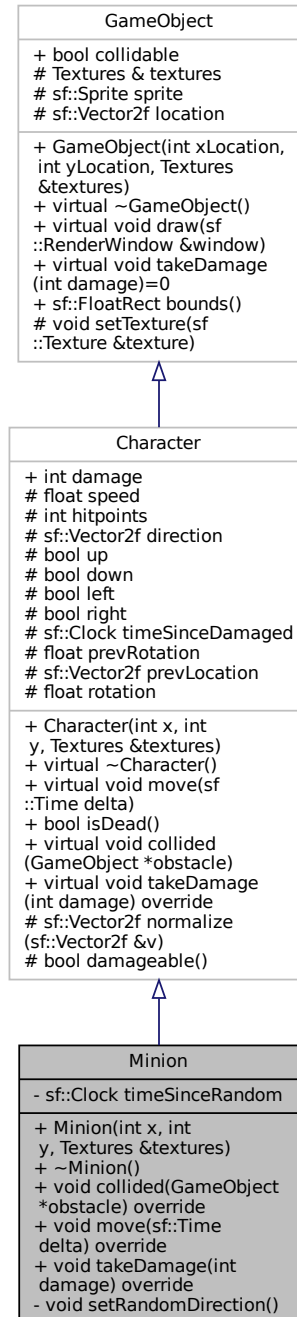 GameObject
+ bool collidable
# Textures & textures
# sf::Sprite sprite
# sf::Vector2f location
+ GameObject(int xLocation,
int yLocation, Textures
&textures)
+ virtual ~GameObject()
+ virtual void draw(sf
::RenderWindow &window)
+ virtual void takeDamage
(int damage)=0
+ sf::FloatRect bounds()
# void setTexture(sf
::Texture &texture)
Character
+ int damage
# float speed
# int hitpoints
# sf::Vector2f direction
# bool up
# bool down
# bool left
# bool right
# sf::Clock timeSinceDamaged
# float prevRotation
# sf::Vector2f prevLocation
# float rotation
+ Character(int x, int
y, Textures &textures)
+ virtual ~Character()
+ virtual void move(sf
::Time delta)
+ bool isDead()
+ virtual void collided
(GameObject *obstacle)
+ virtual void takeDamage
(int damage) override
# sf::Vector2f normalize
(sf::Vector2f &v)
# bool damageable()
Minion
- sf::Clock timeSinceRandom
+ Minion(int x, int
y, Textures &textures)
+ ~Minion()
+ void collided(GameObject
*obstacle) override
+ void move(sf::Time
delta) override
+ void takeDamage(int
damage) override
- void setRandomDirection()